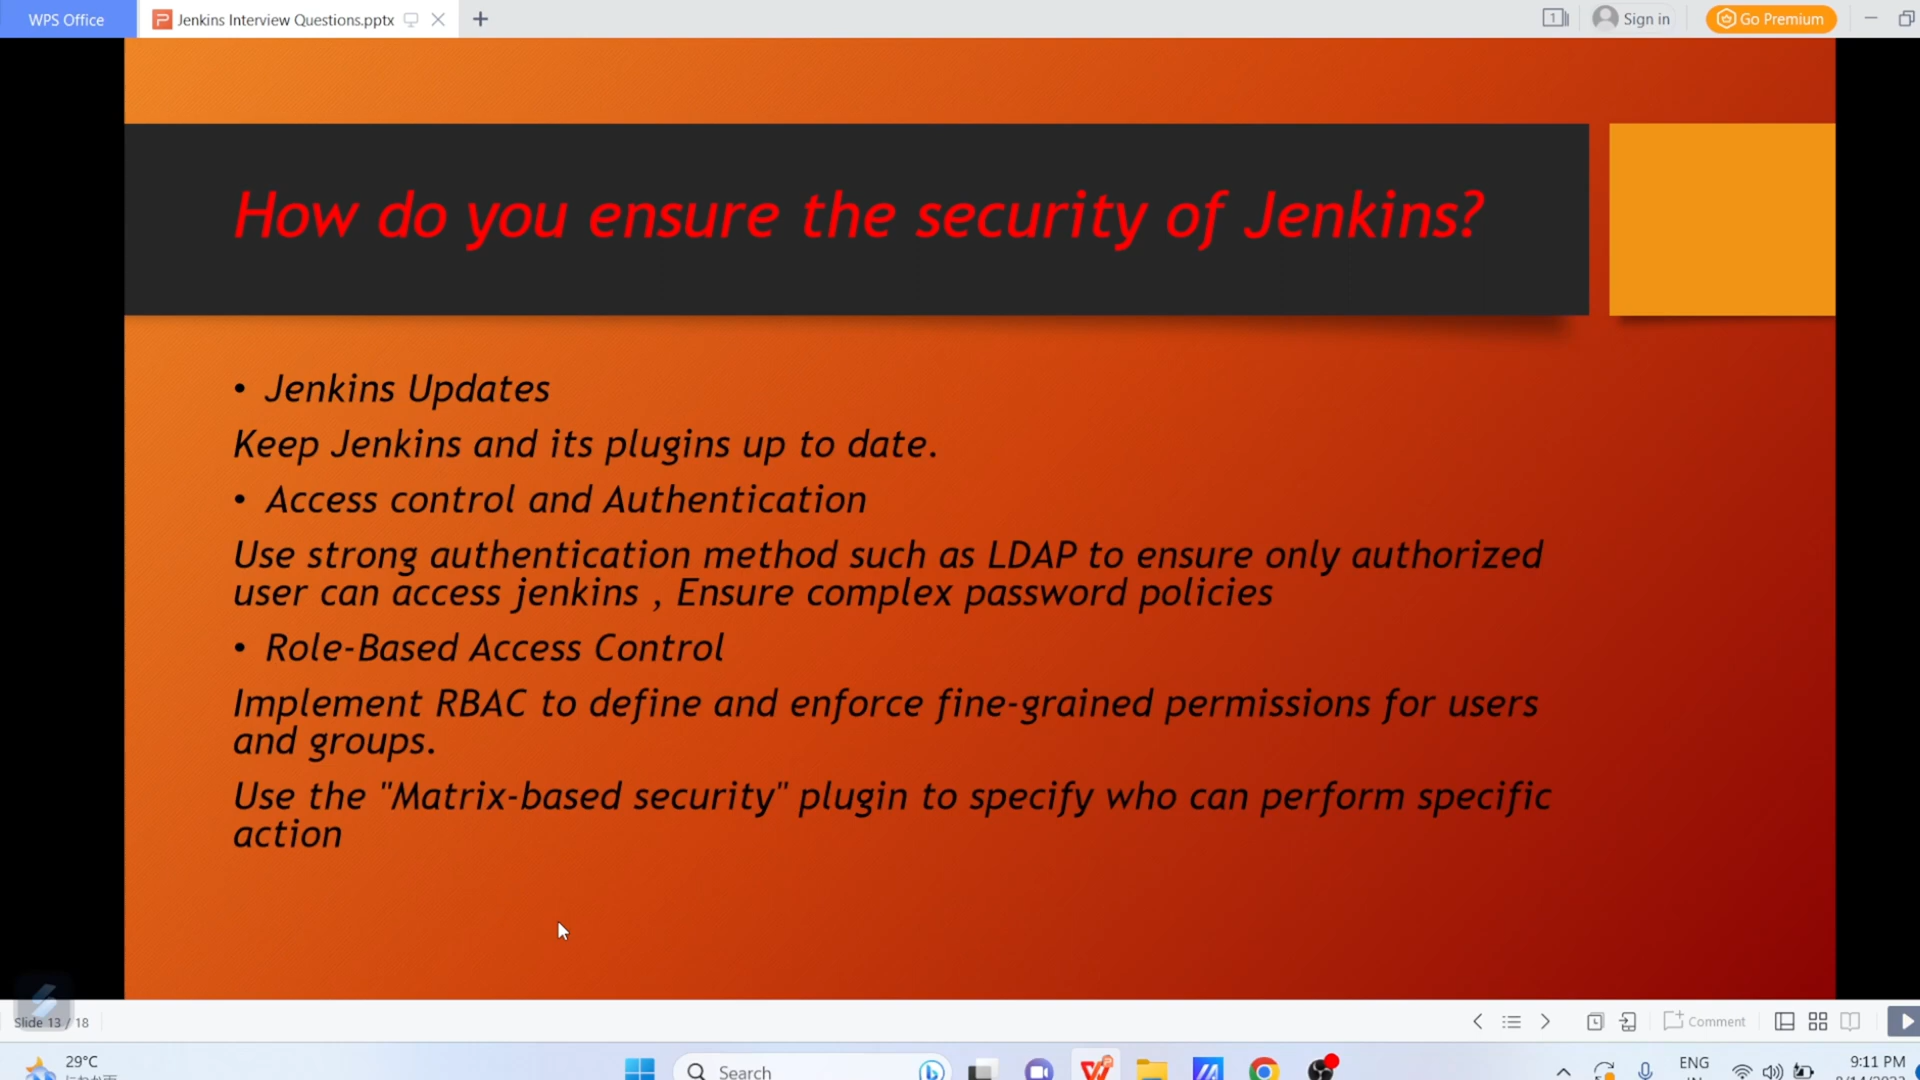 WPS Office
Jenkins Interview Questions.pptx
1
Sign in
Go Premium
How do you ensure the security of Jenkins?
• Jenkins Updates
Keep Jenkins and its plugins up to date.
• Access control and Authentication
Use strong authentication method such as LDAP to ensure only authorized
user can access jenkins , Ensure complex password policies
• Role-Based Access Control
Implement RBAC to define and enforce fine-grained permissions for users
and groups.
Use the "Matrix-based security" plugin to specify who can perform specific
action
Slide 13 / 18
Comment
29°C
Search
ENG
9:11 PM